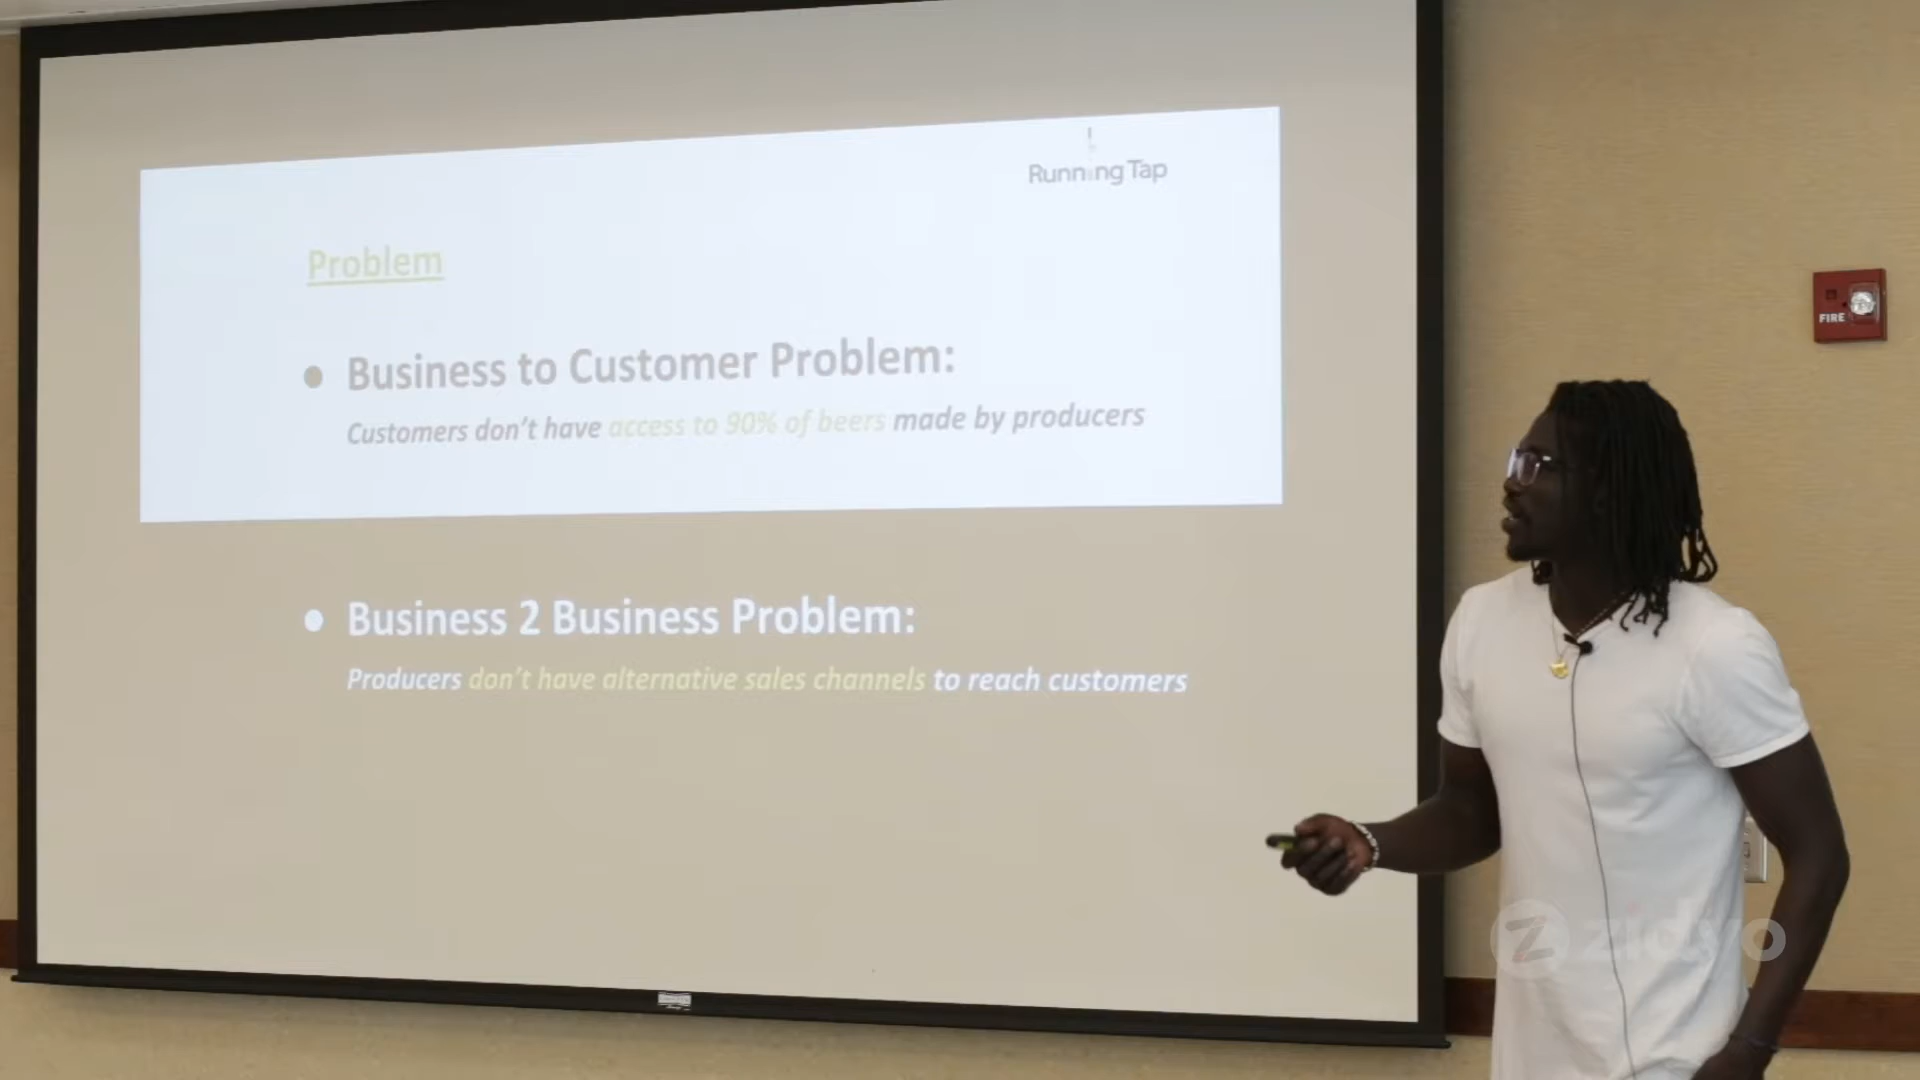 Running Tap
Problem
Business to Customer Problem:
Customers don't have access to 90% of beers made by producers
Business 2 Business Problem:
Producers don't have alternative sales channels to reach customers
FIRE
zidyo